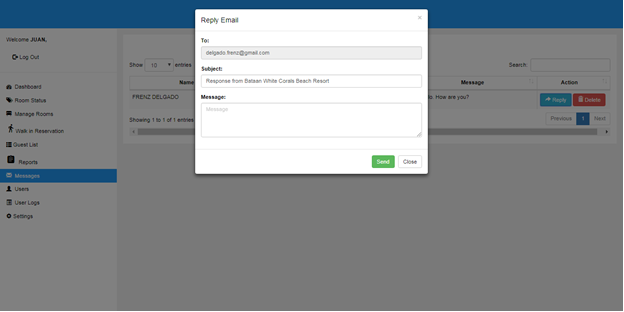 Reply Email
×
To:
delgado.frenz@gmail.com
Subject:
Response from Bataan White Corals Beach Resort
Message:
Message
Send Close
Welcome JUAN,
Log Out
Dashboard
Room Status
Manage Rooms
Walk in Reservation
Guest List
Reports
Messages
Users
User Logs
Settings
Show 10 entries
Search:
Name Message Action
FRENZ DELGADO How are you? Reply Delete
Showing 1 to 1 of 1 entries
Previous 1 Next